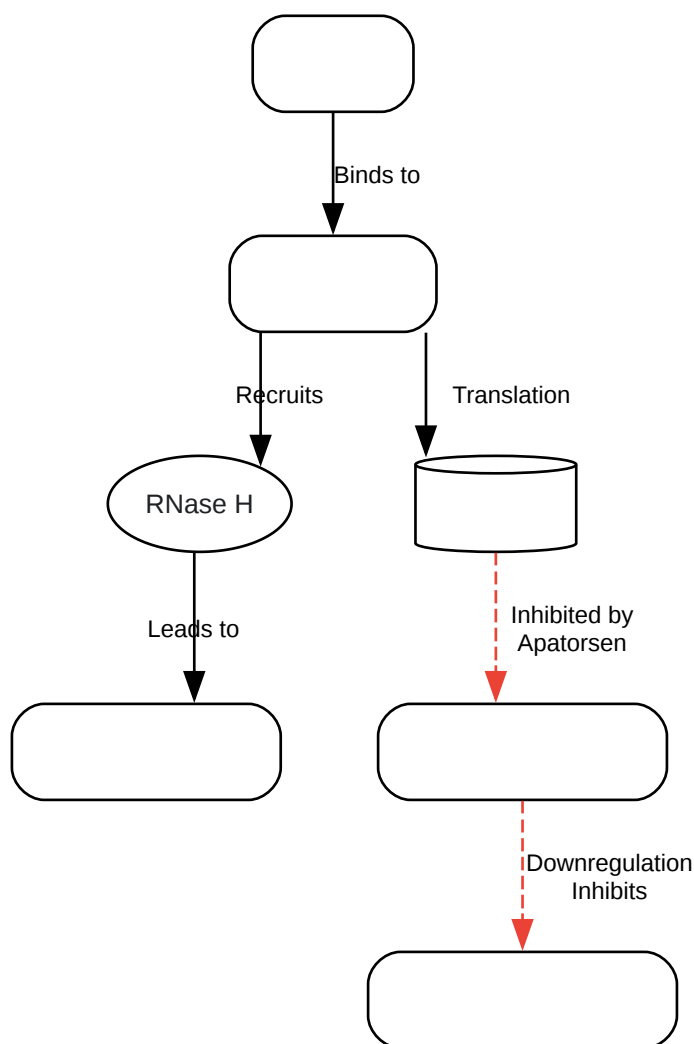 Binds to
Recruits
Translation
RNase H
Leads to
Inhibited by
Apatorsen
Downregulation
Inhibits